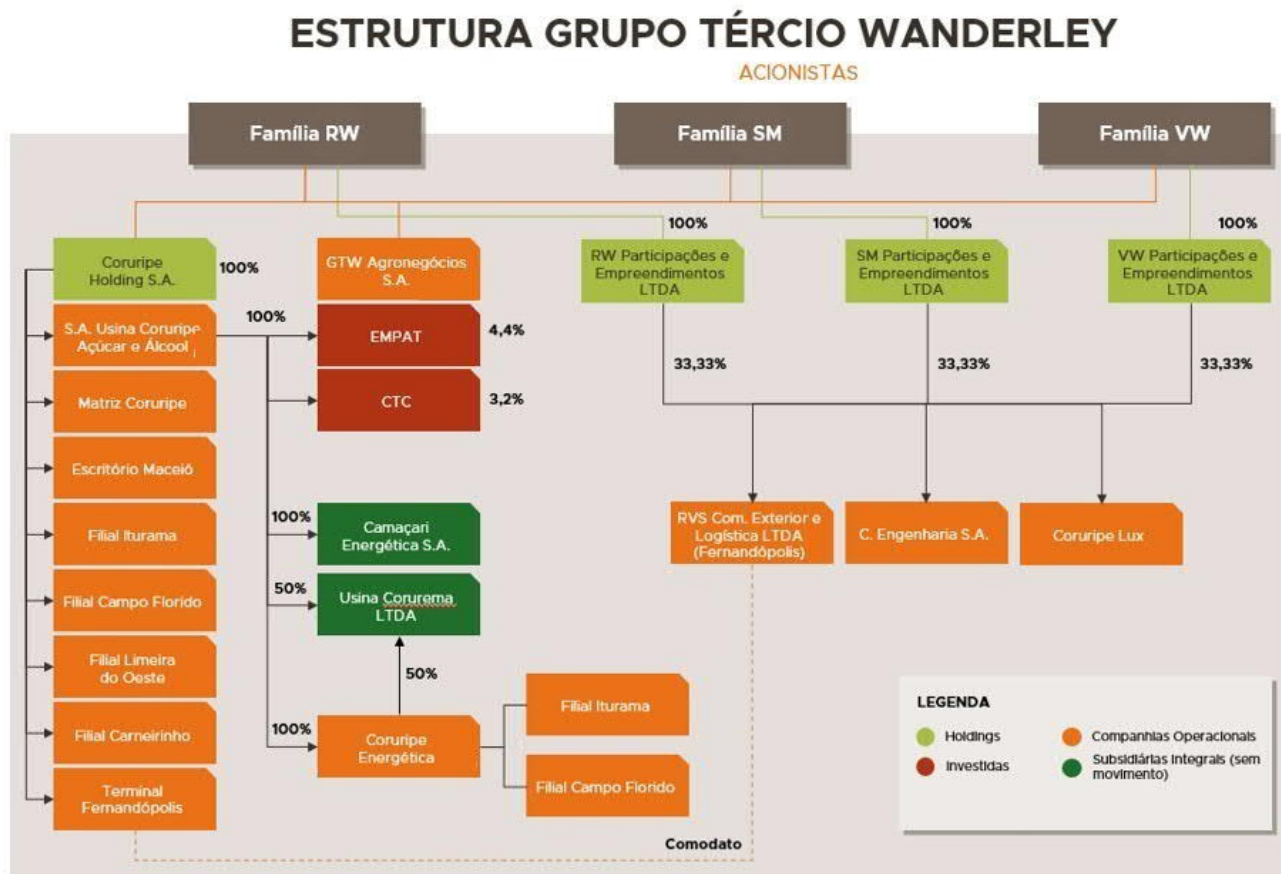 ESTRUTURA GRUPO TÉRCIO WANDERLEY
ACIONISTAS
Família RW
Família SM
Família VW
Coruripe
Holding S.A.
100%
GTW Agronegócios
S.A.
100%
RW Participações e
Empreendimentos
LTDA
100%
SM Participações e
Empreendimentos
LTDA
100%
VW Participações e
Empreendimentos
LTDA
S.A. Usina Coruripe
Açúcar e Álcool
100%
EMPAT
4,4%
33,33%
33,33%
33,33%
Matriz Coruripe
CTC
3,2%
Escritório Maceió
Filial Iturama
100%
Camaçari
Energética S.A.
RVS Com. Exterior e
Logística LTDA
(Fernandópolis)
C. Engenharia S.A.
Coruripe Lux
Filial Campo Florido
50%
Usina Corurema
LTDA
Filial Limeira
do Oeste
50%
Filial Carneirinho
100%
Coruripe
Energética
Filial Iturama
Filial Campo Florido
Terminal
Fernandópolis
Comodato
LEGENDA
Holdings
Companhias Operacionais
Investidas
Subsidiárias Integrais (sem
movimento)